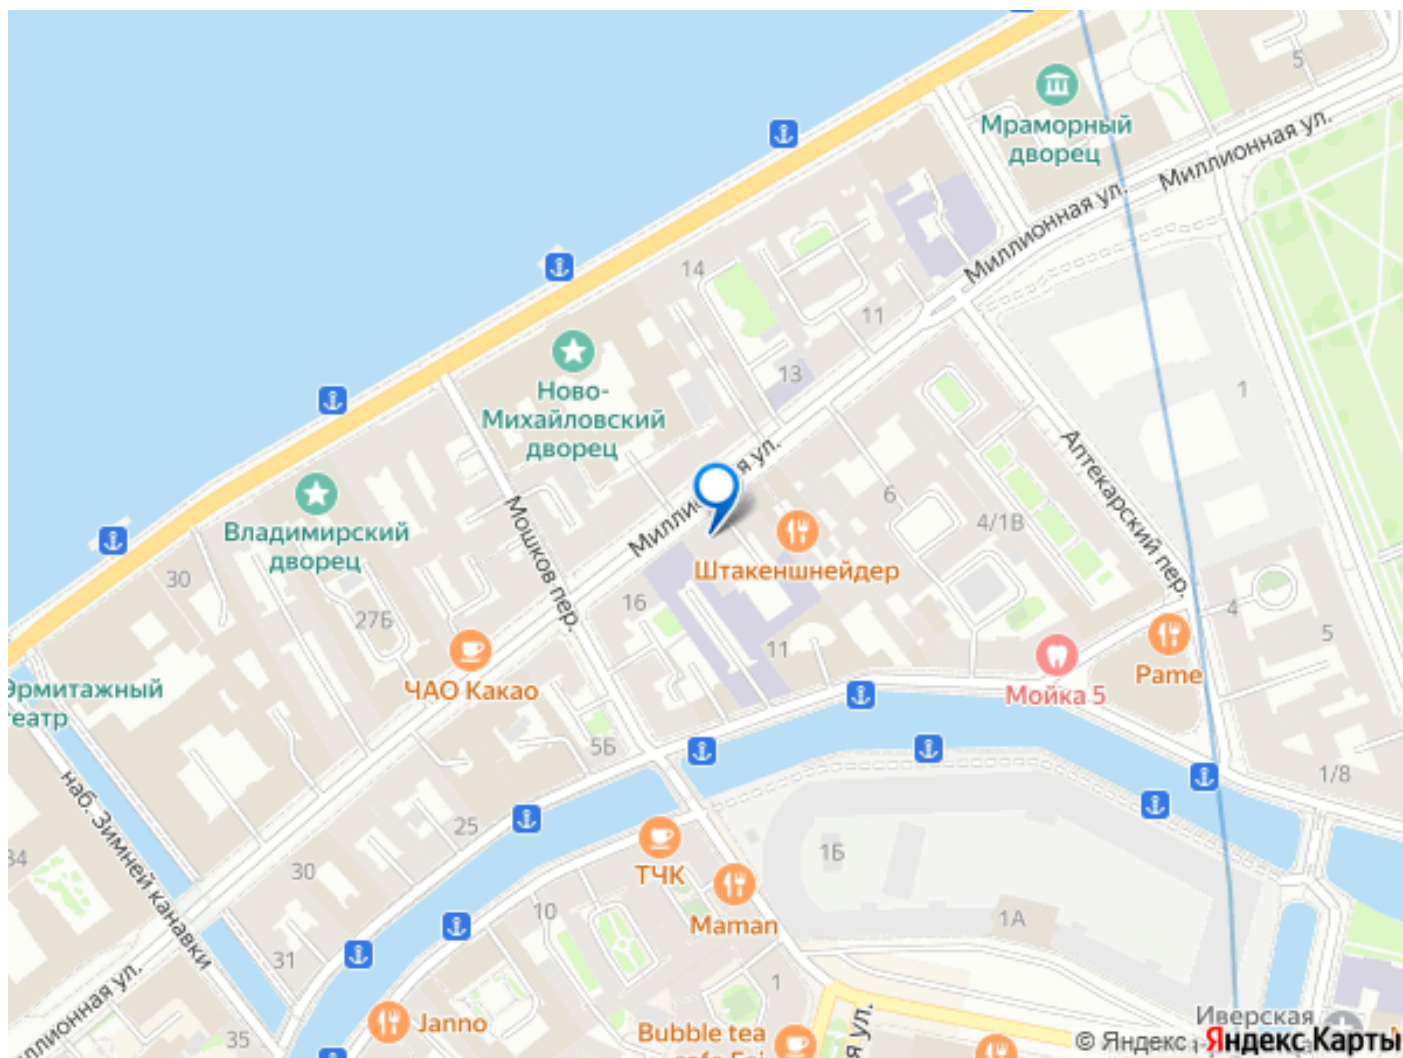 5
Мраморный
дворец
Миллионная ул.
Миллионная ул.
14
11
Ново-
Михайловский
дворец
13
1
Аптекарский пер.
Владимирский
дворец
Мошков пер.
6
4/1В
Штакеншнейдер
30
27Б
16
11
4
5
Pame
Мойка 5
ЧАО Какао
Эрмитажный
театр
5Б
1/8
наб. Зимней канавки
25
34
30
ТЧК
1Б
10
Maman
1А
31
1
Janno
35
Bubble tea
Иверская
© Яндекс
Яндекс Карты